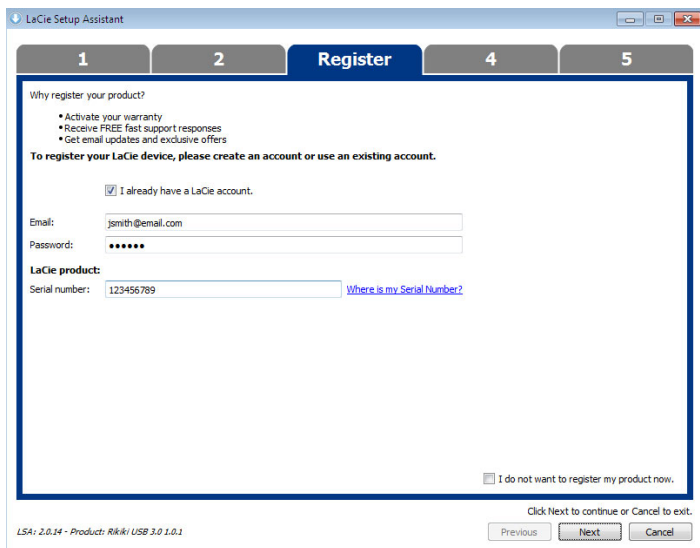 LaCie Setup Assistant
1 2 Register 4 5
Why register your product?
• Activate your warranty
• Receive FREE fast support responses
• Get email updates and exclusive offers
To register your LaCie device, please create an account or use an existing account.
I already have a LaCie account.
Email: jsmith@email.com
Password: ••••••
LaCie product:
Serial number: 123456789 Where is my Serial Number?
I do not want to register my product now.
Click Next to continue or Cancel to exit.
LSA: 2.0.14 - Product: Rikiki USB 3.0 1.0.1 Previous Next Cancel